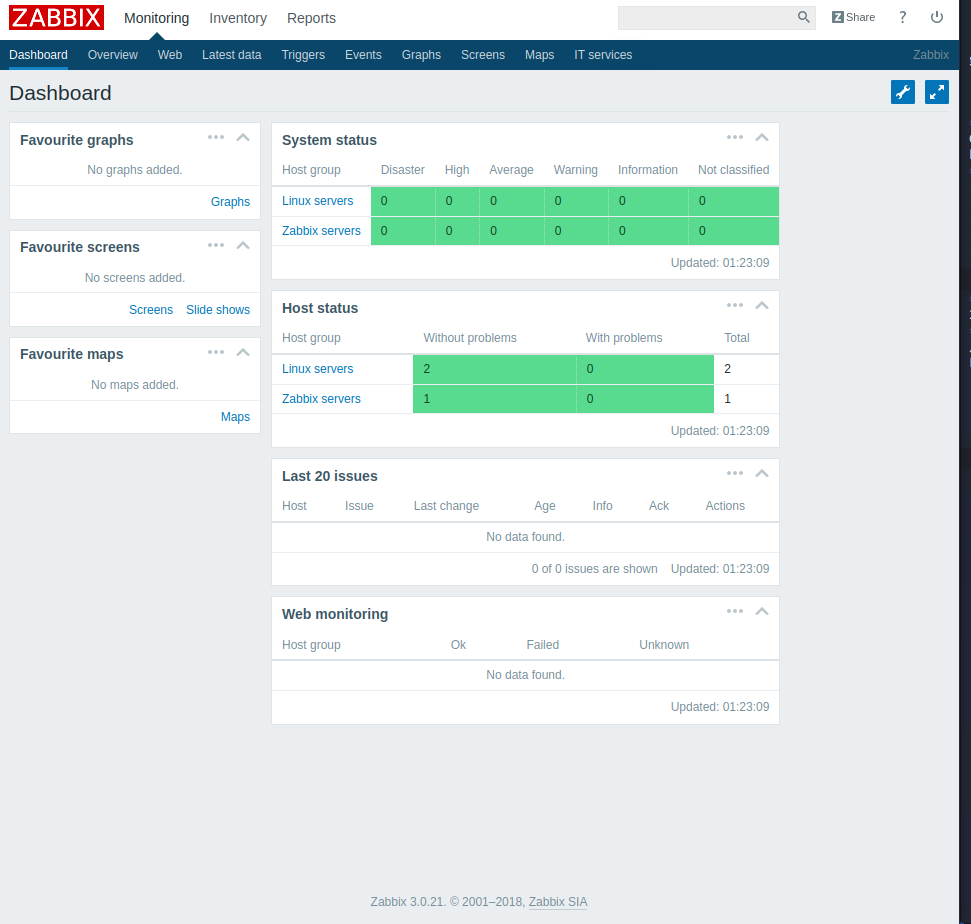 ZABBIX Monitoring Inventory Reports Z Share ?
Dashboard Overview Web Latest data Triggers Events Graphs Screens Maps IT services Zabbix
Dashboard
Favourite graphs
No graphs added.
Graphs
Favourite screens
No screens added.
Screens Slide shows
Favourite maps
No maps added.
Maps
System status
Host group Disaster High Average Warning Information Not classified
Linux servers 0 0 0 0 0 0
Zabbix servers 0 0 0 0 0 0
Updated: 01:23:09
Host status
Host group Without problems With problems Total
Linux servers 2 0 2
Zabbix servers 1 0 1
Updated: 01:23:09
Last 20 issues
Host Issue Last change Age Info Ack Actions
No data found.
0 of 0 issues are shown Updated: 01:23:09
Web monitoring
Host group Ok Failed Unknown
No data found.
Updated: 01:23:09
Zabbix 3.0.21. © 2001–2018, Zabbix SIA